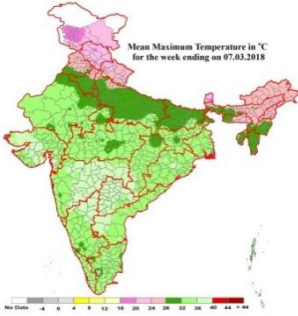 Mean Maximum Temperature in °C
for the week ending on 07.03.2018
No Data -4 0 4 8 12 16 20 24 28 32 36 40 44 > 44